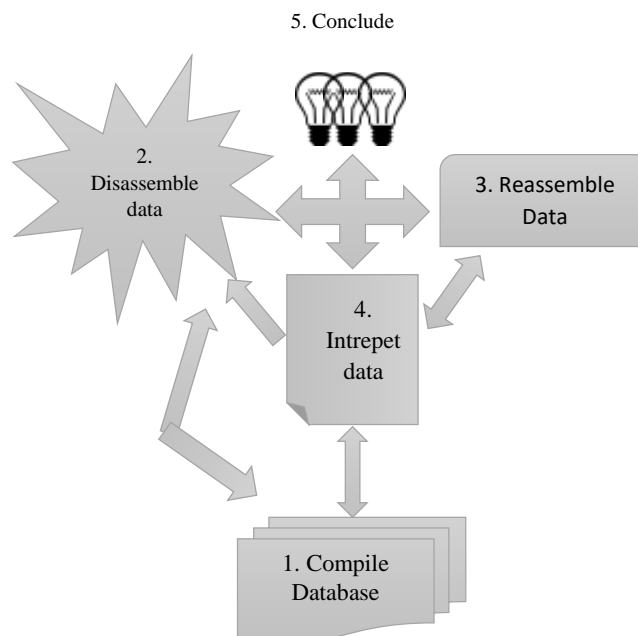 5. Conclude
2.
Disassemble
data
3. Reassemble
Data
4.
Intrepet
data
1. Compile
Database